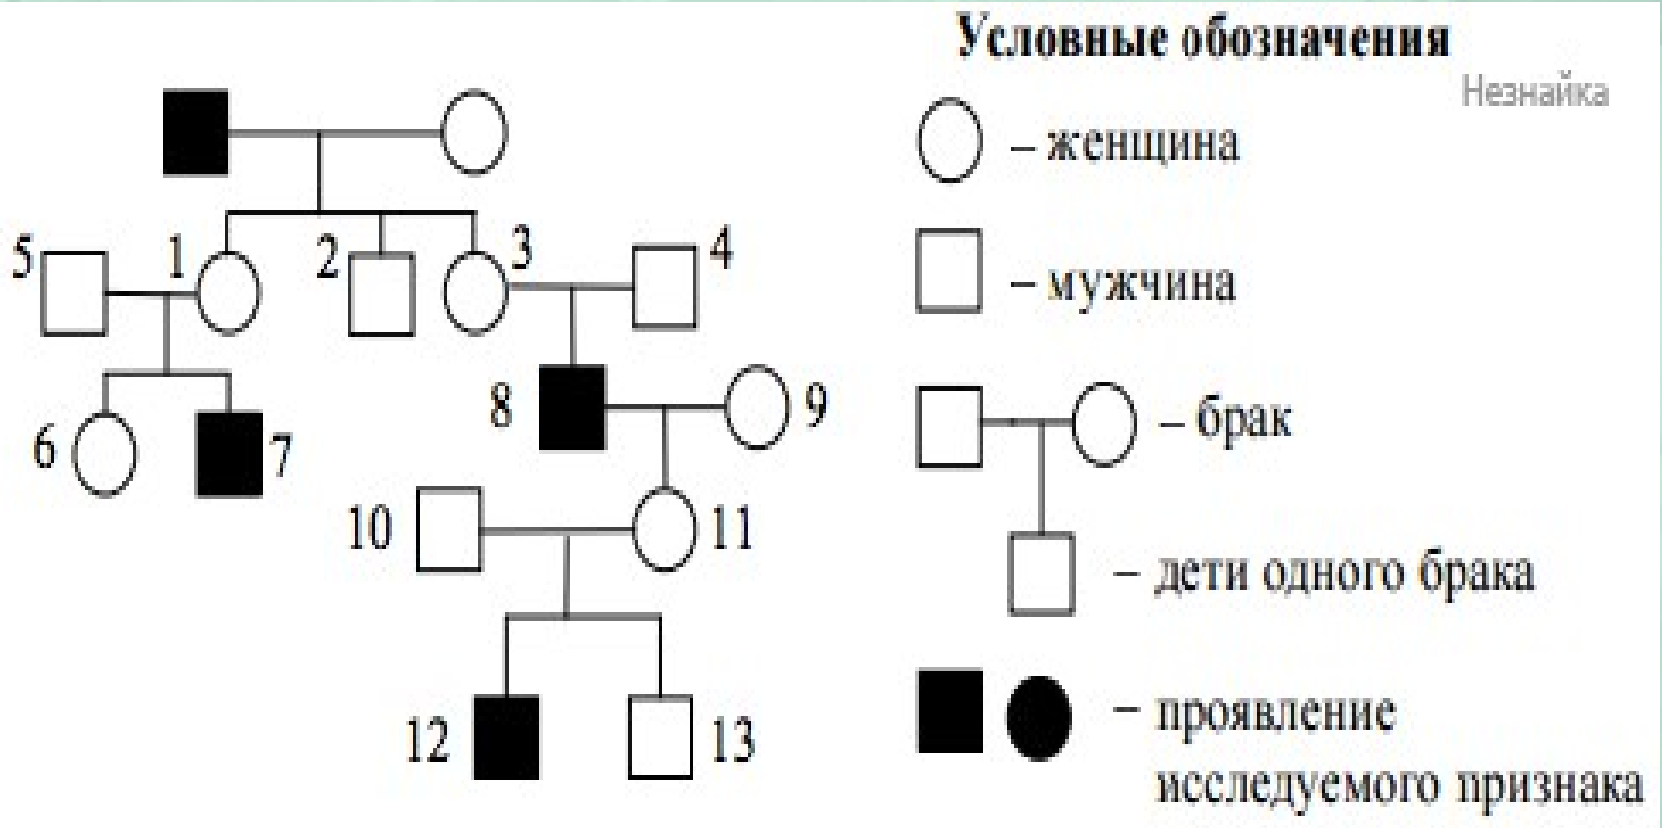 Условные обозначения
Незнайка
– женщина
5
1
2
3
4
– мужчина
8
9
– брак
6
7
10
11
– дети одного брака
12
13
– проявление
исследуемого признака